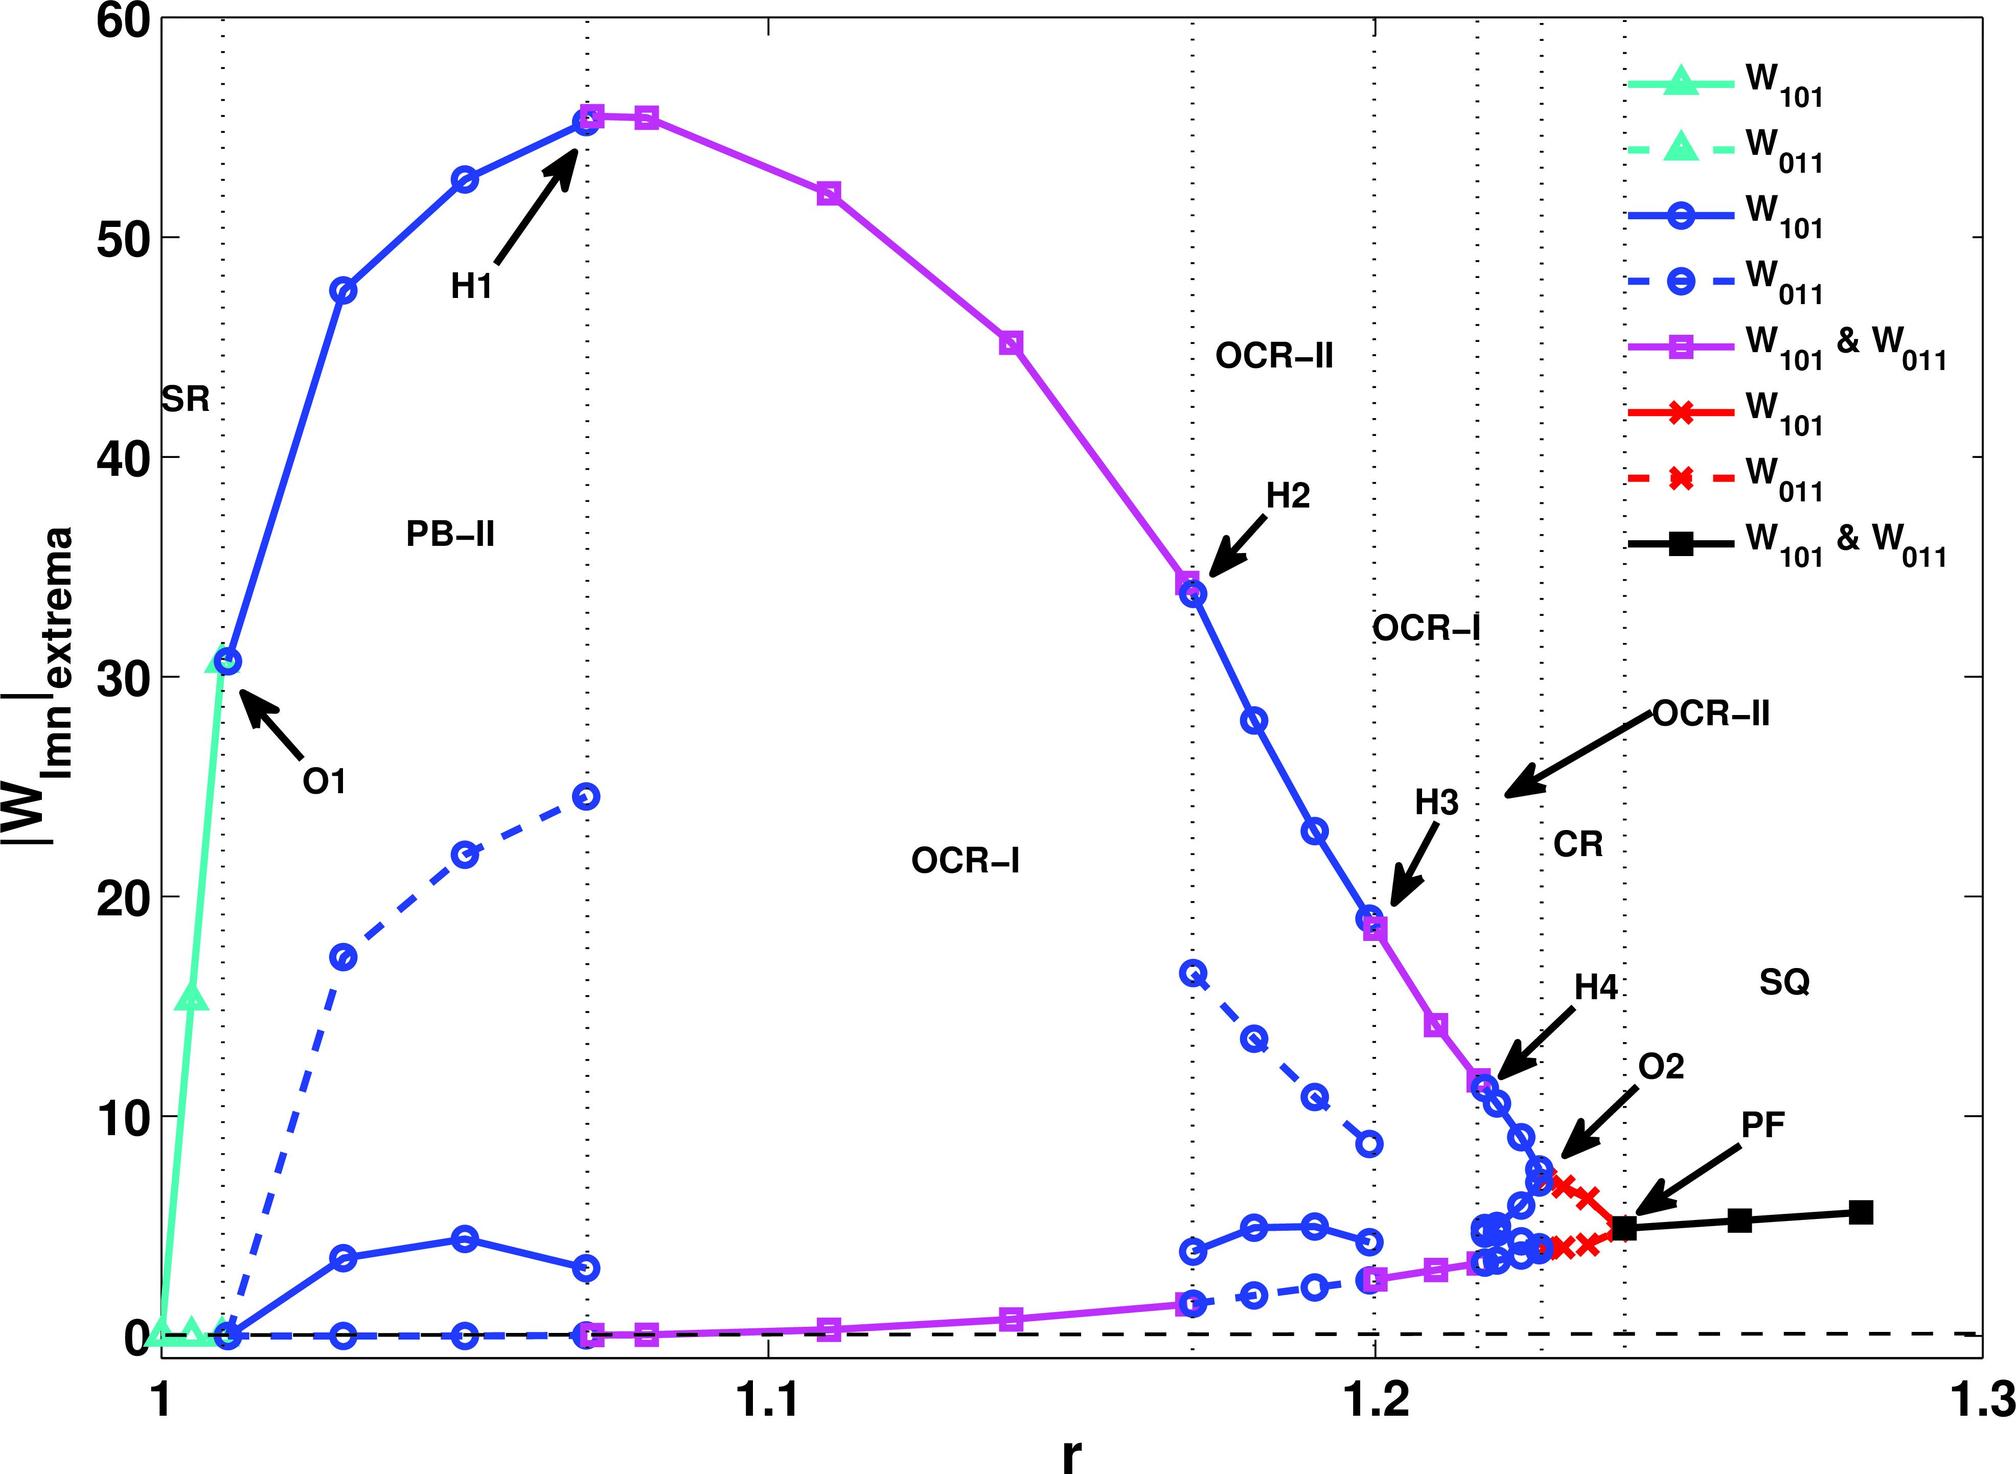 60
50
40
30
20
10
0
1
1.1
1.2
1.3
r
|W_lmn|_extrema
W_101
W_011
W_101
W_011
W_101 & W_011
W_101
W_011
W_101 & W_011
SR
H1
PB–II
O1
OCR–I
OCR–II
H2
OCR–I
OCR–II
H3
CR
H4
SQ
O2
PF